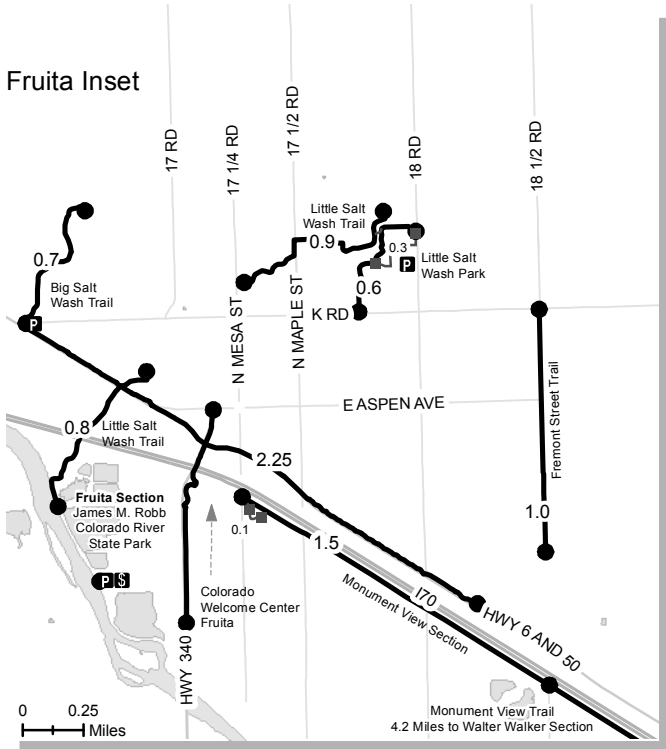 Fruita Inset
17 RD
17 1/4 RD
17 1/2 RD
18 RD
18 1/2 RD
Little Salt
Wash Trail
0.9
0.3
Little Salt
Wash Park
P
0.7
Big Salt
Wash Trail
0.6
P
K RD
N MESA ST
N MAPLE ST
E ASPEN AVE
0.8
Little Salt
Wash Trail
2.25
Fremont Street Trail
1.0
Fruita Section
James M. Robb
Colorado River
State Park
P $
0.1
1.5
Colorado
Welcome Center
Fruita
I70
Monument View Section
HWY 6 AND 50
HWY 340
0 0.25
Miles
Monument View Trail
4.2 Miles to Walter Walker Section